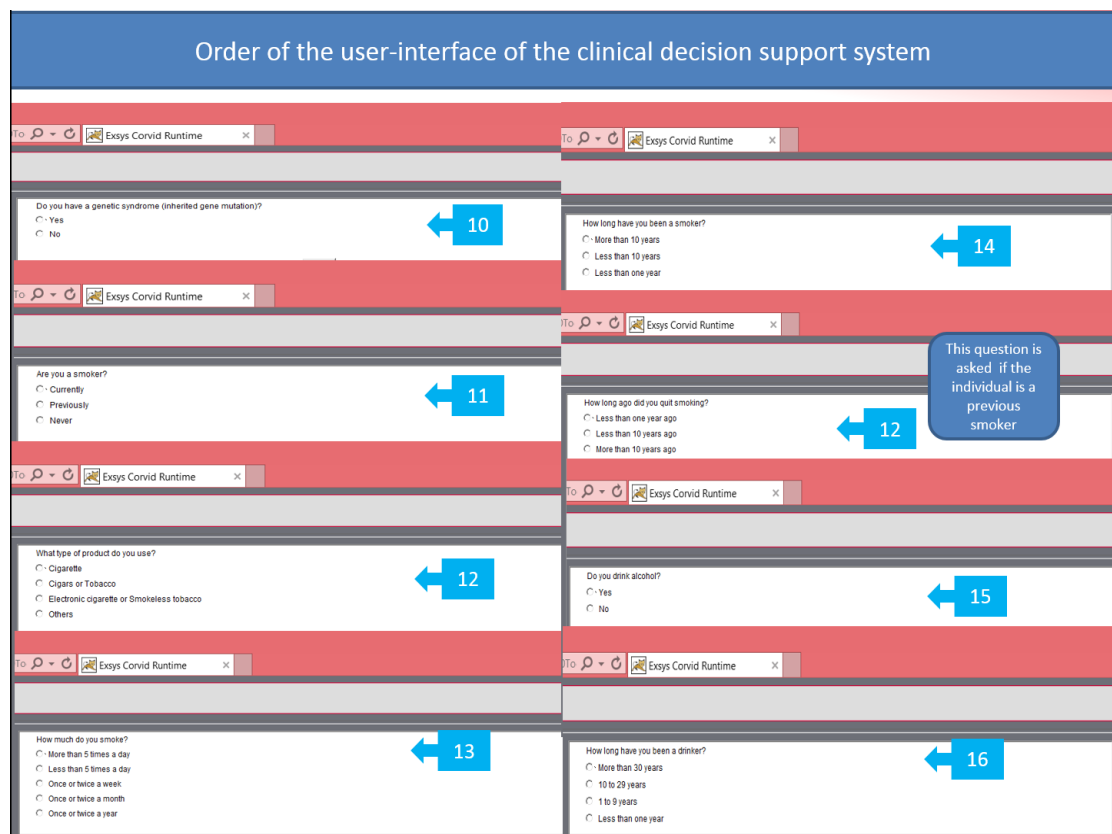 Order of the user-interface of the clinical decision support system
To
Exsys Corvid Runtime
Do you have a genetic syndrome (inherited gene mutation)?
Yes
No
10
To
Exsys Corvid Runtime
Are you a smoker?
Currently
Previously
Never
11
To
Exsys Corvid Runtime
What type of product do you use?
Cigarette
Cigars or Tobacco
Electronic cigarette or Smokeless tobacco
Others
12
To
Exsys Corvid Runtime
How much do you smoke?
More than 5 times a day
Less than 5 times a day
Once or twice a week
Once or twice a month
Once or twice a year
13
To
Exsys Corvid Runtime
How long have you been a smoker?
More than 10 years
Less than 10 years
Less than one year
14
To
Exsys Corvid Runtime
This question is
asked if the
individual is a
previous
smoker
How long ago did you quit smoking?
Less than one year ago
Less than 10 years ago
More than 10 years ago
12
To
Exsys Corvid Runtime
Do you drink alcohol?
Yes
No
15
To
Exsys Corvid Runtime
How long have you been a drinker?
More than 30 years
10 to 29 years
1 to 9 years
Less than one year
16